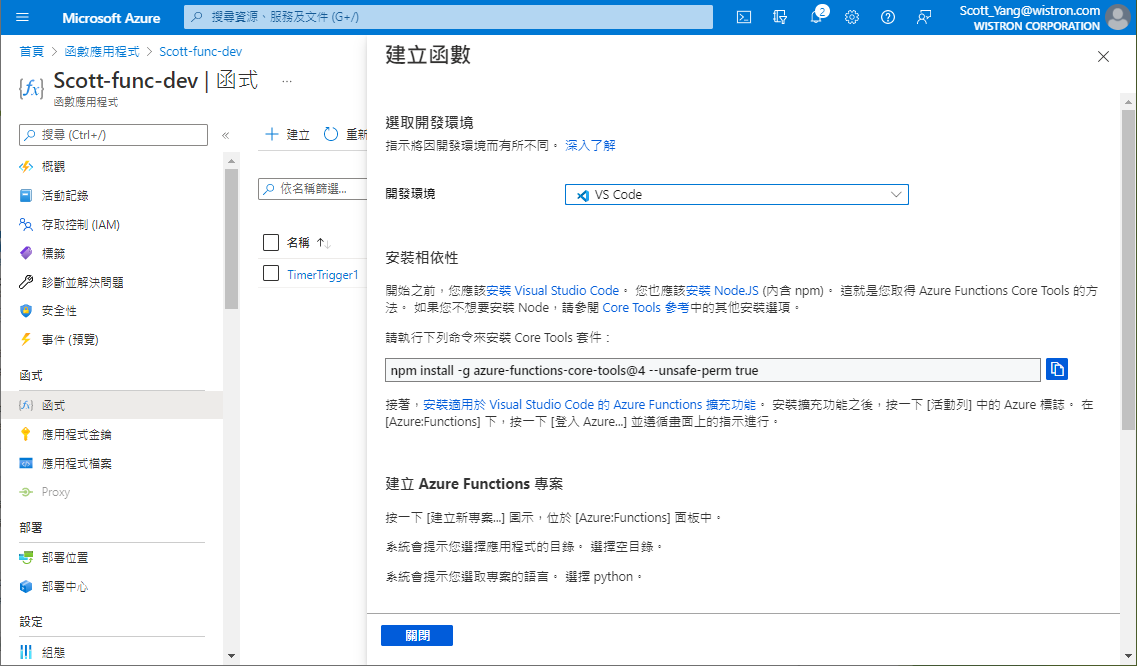 Microsoft Azure
搜尋資源、服務及文件 (G+/)
2
Scott_Yang@wistron.com
WISTRON CORPORATION
首頁 > 函數應用程式 > Scott-func-dev
Scott-func-dev | 函式
函數應用程式
搜尋 (Ctrl+/)
概觀
活動記錄
存取控制 (IAM)
標籤
診斷並解決問題
安全性
事件 (預覽)
函式
函式
應用程式金鑰
應用程式檔案
Proxy
部署
部署位置
部署中心
設定
組態
建立 重新
依名稱篩選...
名稱
TimerTrigger1
建立函數
選取開發環境
指示將因開發環境而有所不同。 深入了解
開發環境 VS Code
安裝相依性
開始之前，您應該安裝 Visual Studio Code。 您也應該安裝 NodeJS (內含 npm)。 這就是您取得 Azure Functions Core Tools 的方
法。 如果您不想要安裝 Node，請參閱 Core Tools 參考中的其他安裝選項。
請執行下列命令來安裝 Core Tools 套件：
npm install -g azure-functions-core-tools@4 --unsafe-perm true
接著，安裝適用於 Visual Studio Code 的 Azure Functions 擴充功能。 安裝擴充功能之後，按一下 [活動列] 中的 Azure 標誌。 在
[Azure:Functions] 下，按一下 [登入 Azure...] 並遵循畫面上的指示進行。
建立 Azure Functions 專案
按一下 [建立新專案...] 圖示，位於 [Azure:Functions] 面板中。
系統會提示您選擇應用程式的目錄。 選擇空目錄。
系統會提示您選取專案的語言。 選擇 python。
關閉